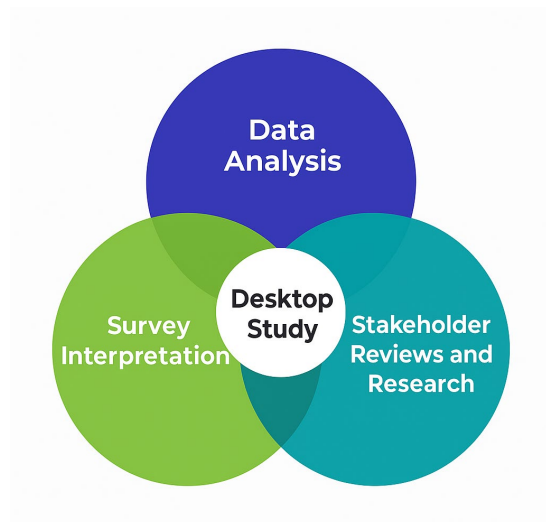 Data
Analysis
Desktop
Study
Survey
Interpretation
Stakeholder
Reviews and
Research